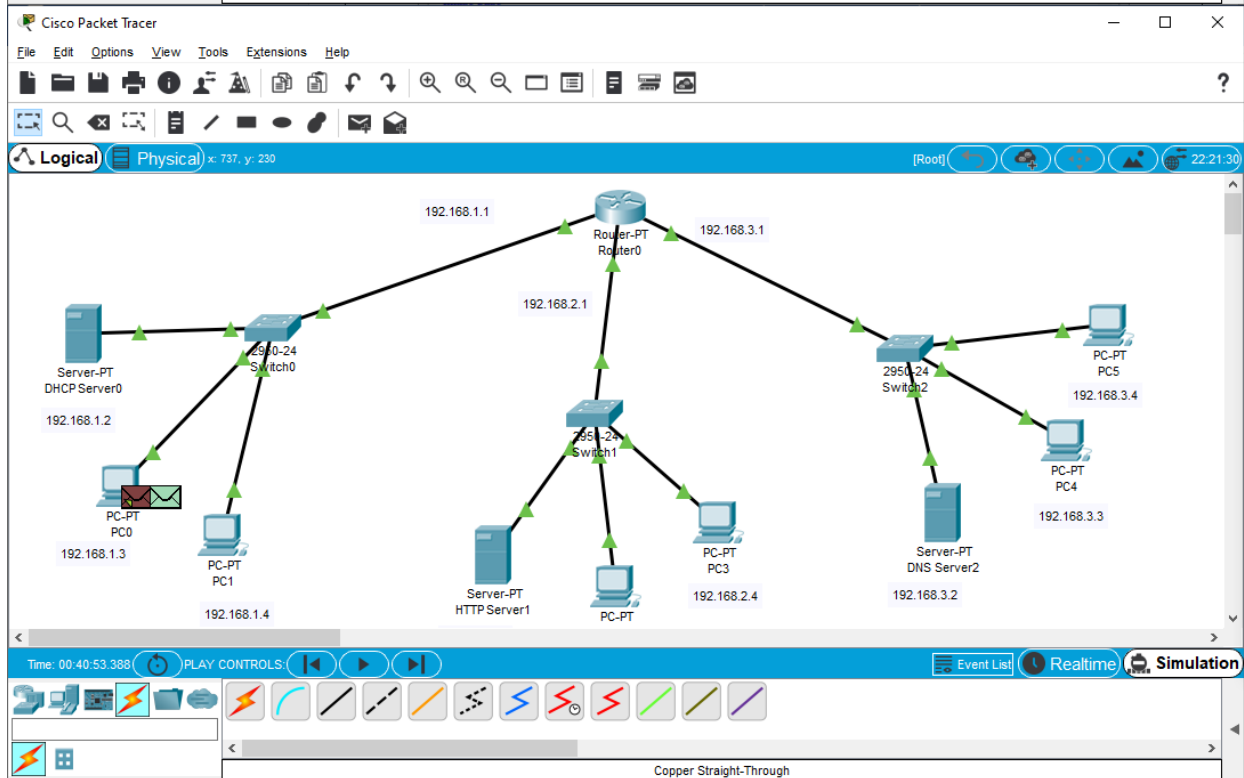 Cisco Packet Tracer
File Edit Options View Tools Extensions Help
?
Logical Physical x: 737, y: 230 [Root] 22:21:30
192.168.1.1
Router-PT
Router0
192.168.3.1
192.168.2.1
Server-PT
DHCP Server0
192.168.1.2
2950-24
Switch0
2950-24
Switch2
PC-PT
PC5
192.168.3.4
2950-24
Switch1
PC-PT
PC0
192.168.1.3
PC-PT
PC1
192.168.1.4
Server-PT
HTTP Server1
PC-PT
PC-PT
PC3
192.168.2.4
Server-PT
DNS Server2
192.168.3.2
PC-PT
PC4
192.168.3.3
Time: 00:40:53.388 PLAY CONTROLS: Event List Realtime Simulation
Copper Straight-Through